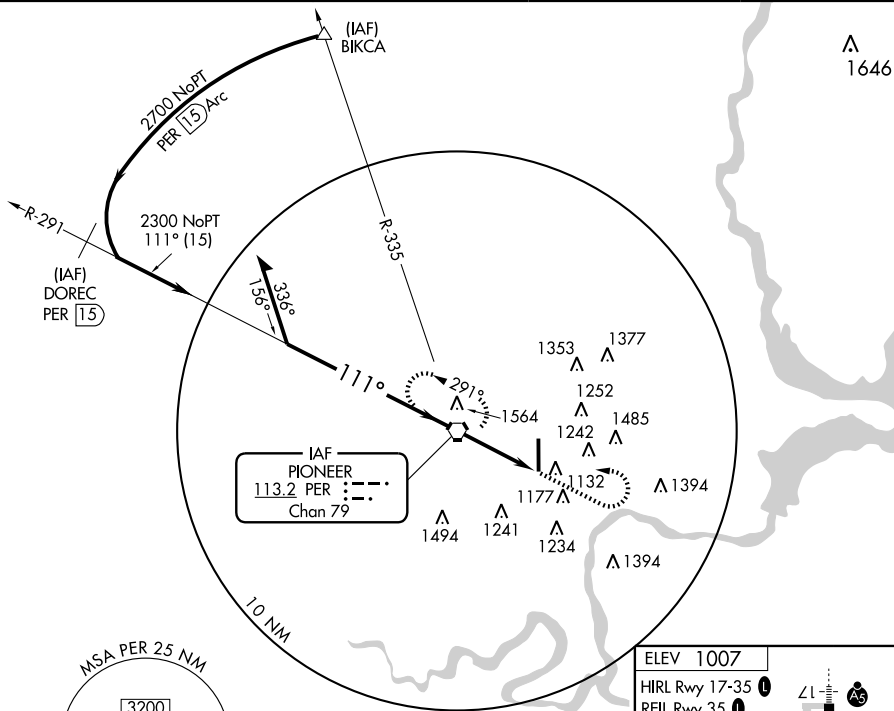 (IAF)
BIKCA
1646
2700 NoPT
PER 15 Arc
R-291
2300 NoPT
111° (15)
(IAF)
DOREC
PER 15
R-335
336°
156°
111°
291°
1564
1353
1377
1252
1242
1485
1132
1177
1394
IAF
PIONEER
113.2 PER
Chan 79
1494
1241
1234
1394
10 NM
MSA PER 25 NM
3200
ELEV 1007
HIRL Rwy 17-35 L
REIL Rwy 35 L
17
A5